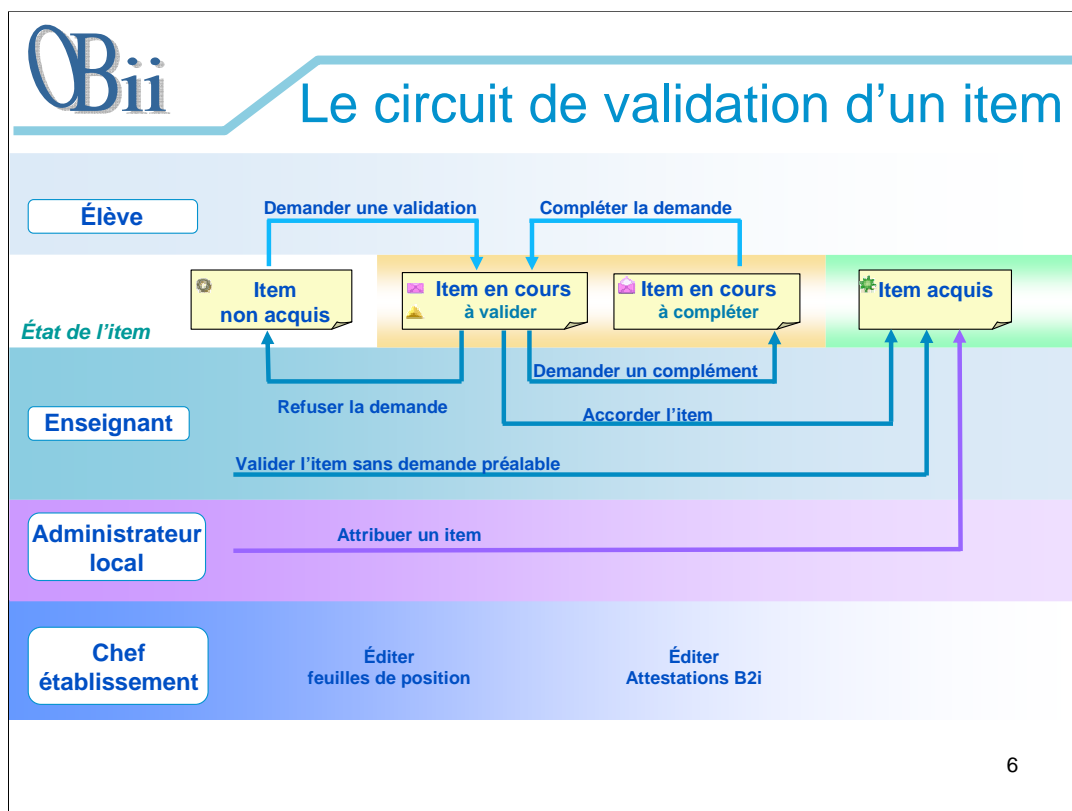 OBii
Le circuit de validation d’un item
Élève
Demander une validation
Compléter la demande
État de l’item
Item
non acquis
Item en cours
à valider
Item en cours
à compléter
Item acquis
Enseignant
Refuser la demande
Demander un complément
Accorder l’item
Valider l’item sans demande préalable
Administrateur
local
Attribuer un item
Chef
établissement
Éditer
feuilles de position
Éditer
Attestations B2i
6